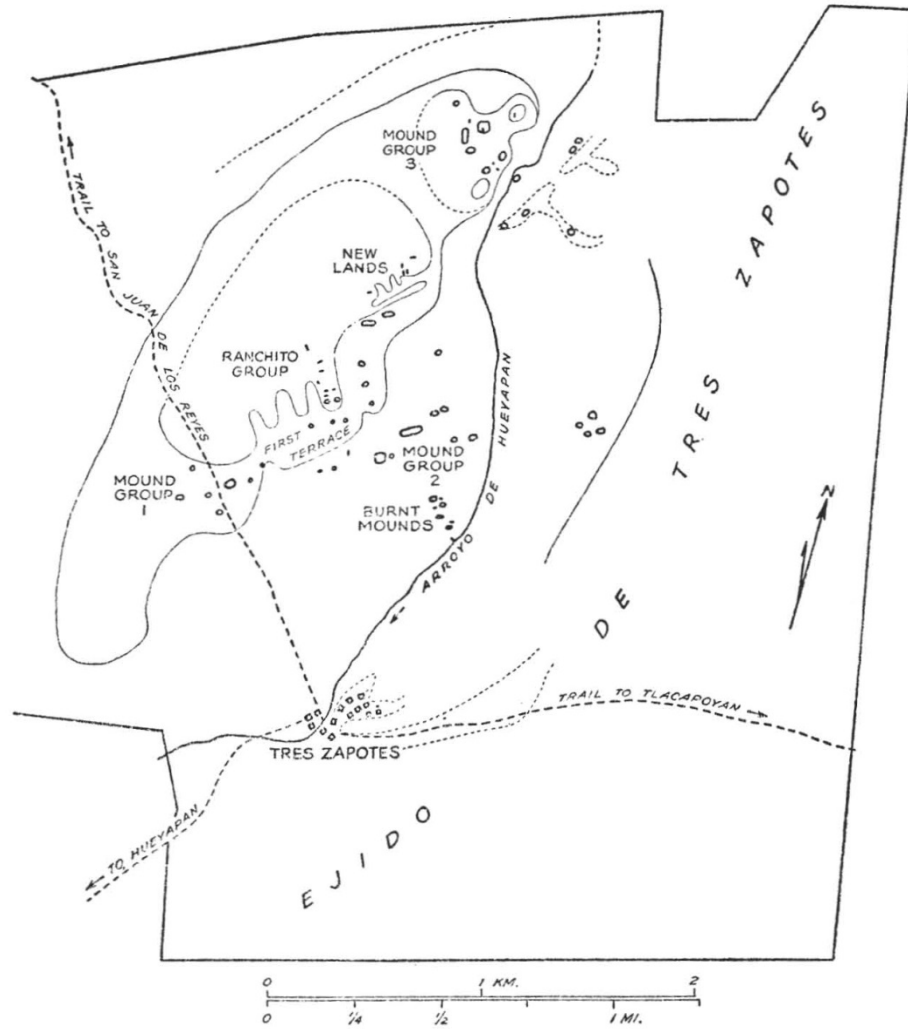 MOUND
GROUP
3
TRAIL TO SAN JUAN DE LOS REYES
NEW
LANDS
RANCHITO
GROUP
FIRST
TERRACE
MOUND
GROUP
1
MOUND
GROUP
2
BURNT
MOUNDS
ARROYO DE HUEYAPAN
N
TRAIL TO TLACAPOYAN
TRES ZAPOTES
TO HUEYAPAN
EJIDO DE TRES ZAPOTES
0 1 KM. 2
0 1/4 1/2 1 MI.